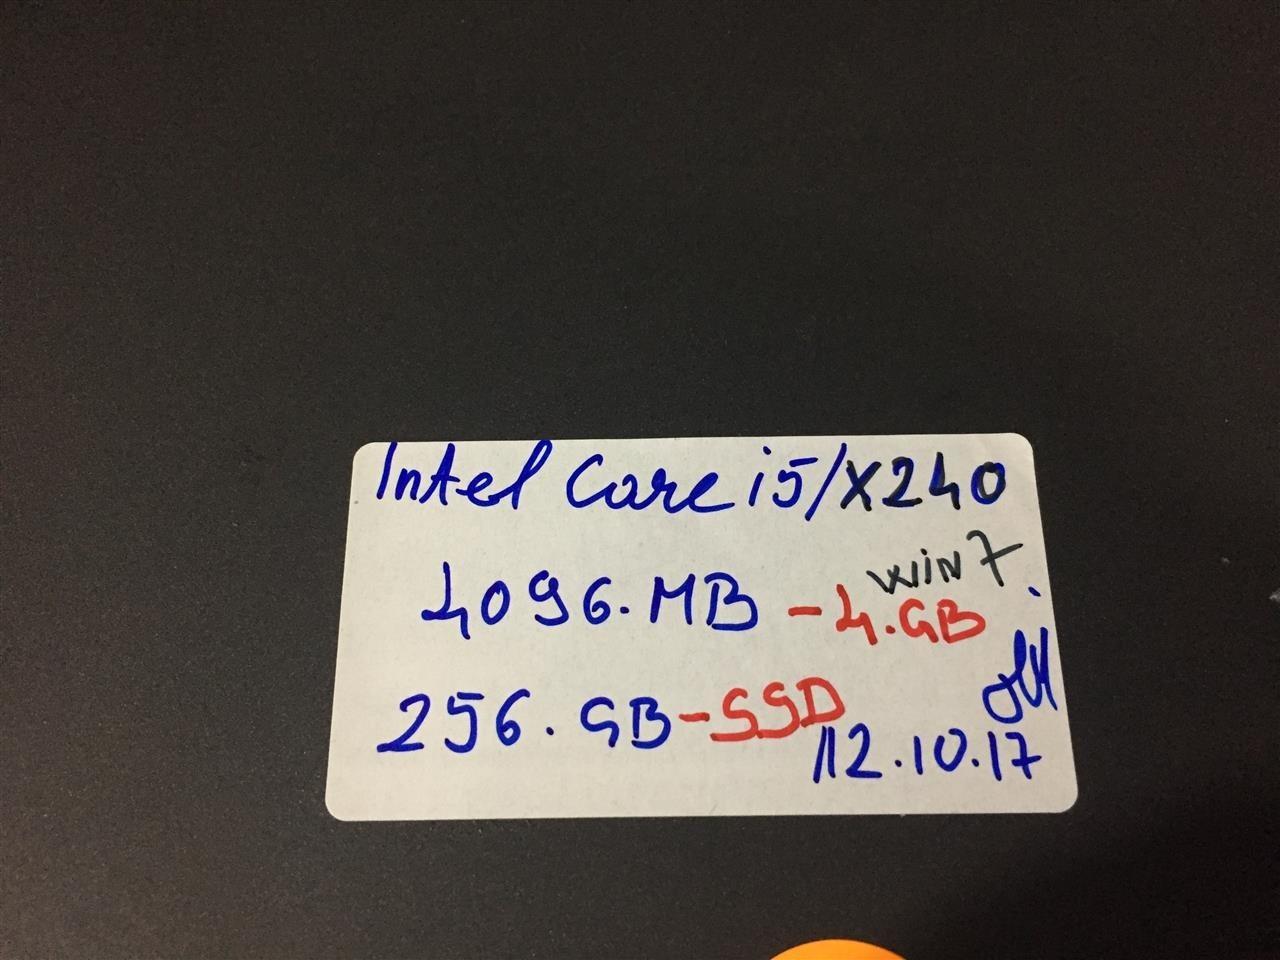 Intel Core i5/X240
win7
4096.MB - 4.GB
256.GB - SSD
12.10.17